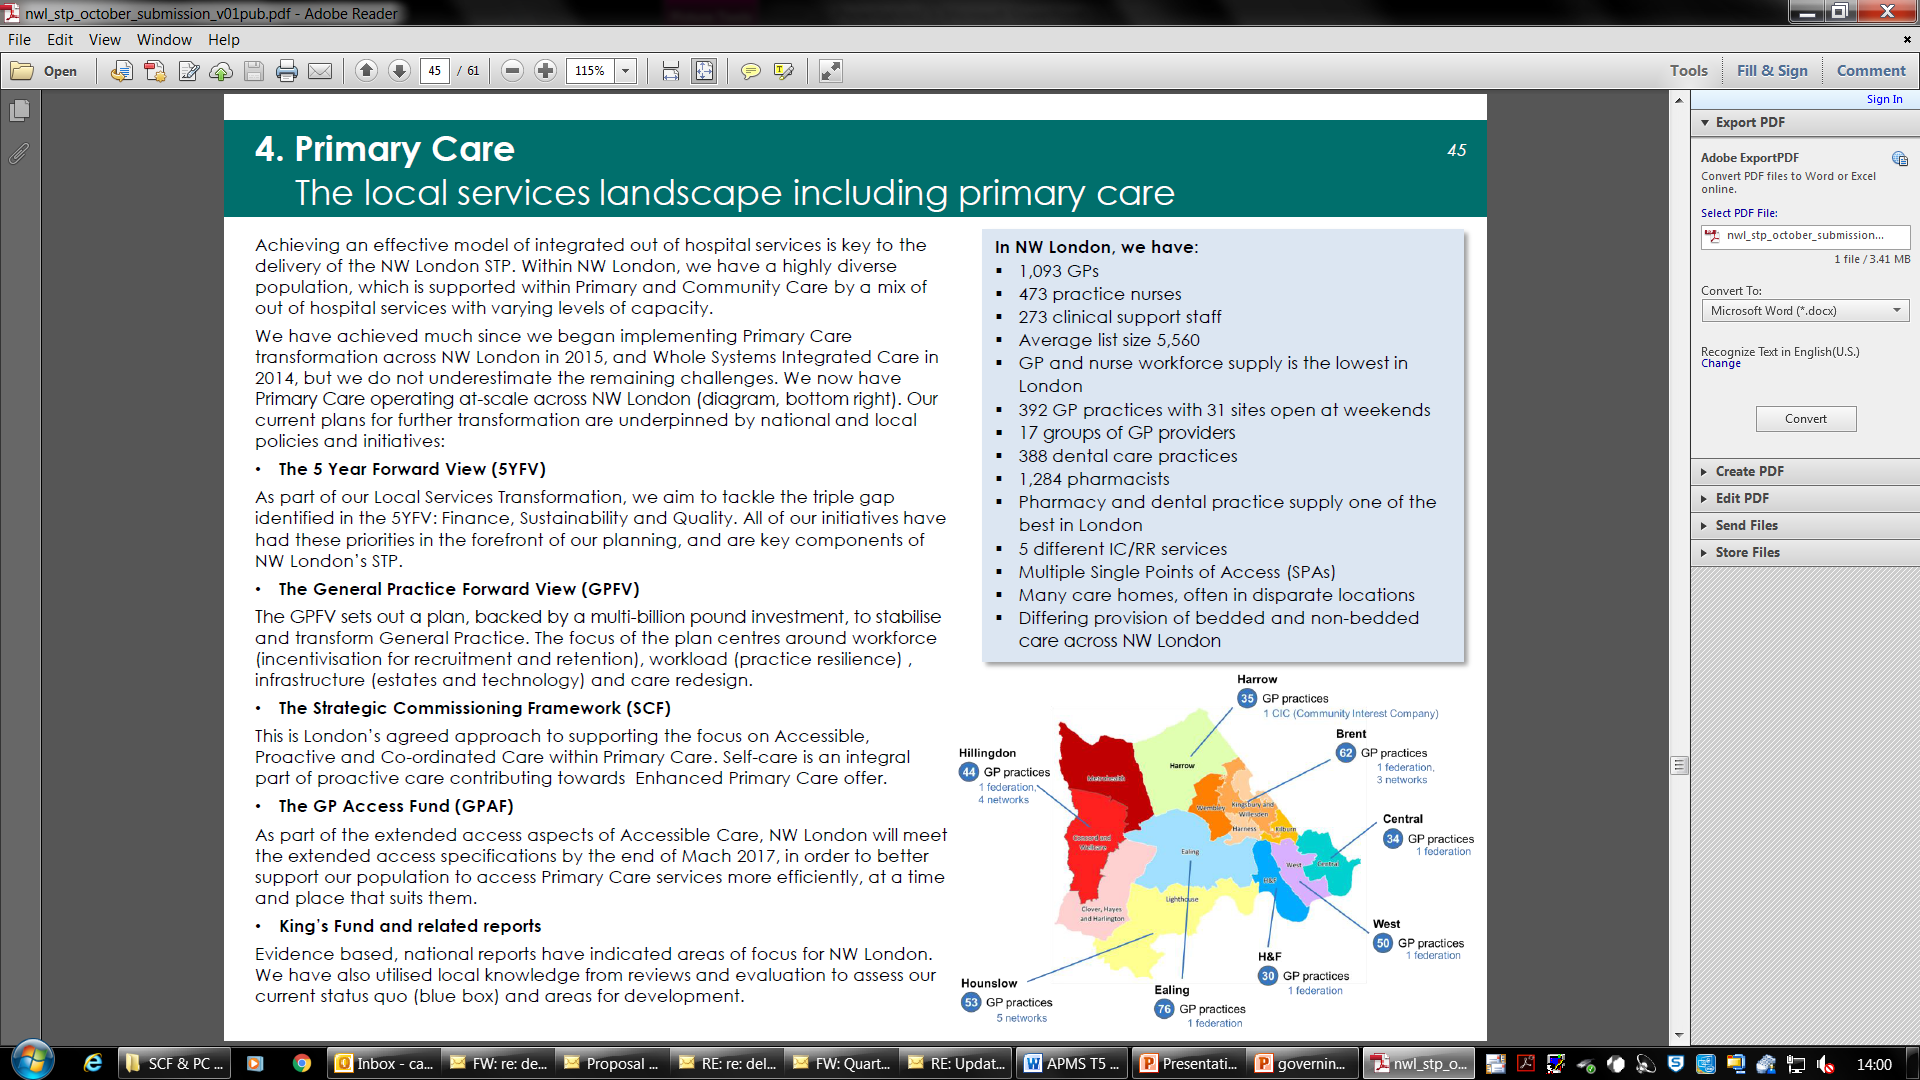 nwl_stp_october_submission_v01pub.pdf - Adobe Reader
File Edit View Window Help
Open 45 / 61 115% Tools Fill & Sign Comment
Sign In
4. Primary Care
The local services landscape including primary care
45
Achieving an effective model of integrated out of hospital services is key to the
delivery of the NW London STP. Within NW London, we have a highly diverse
population, which is supported within Primary and Community Care by a mix of
out of hospital services with varying levels of capacity.
We have achieved much since we began implementing Primary Care
transformation across NW London in 2015, and Whole Systems Integrated Care in
2014, but we do not underestimate the remaining challenges. We now have
Primary Care operating at-scale across NW London (diagram, bottom right). Our
current plans for further transformation are underpinned by national and local
policies and initiatives:
• The 5 Year Forward View (5YFV)
As part of our Local Services Transformation, we aim to tackle the triple gap
identified in the 5YFV: Finance, Sustainability and Quality. All of our initiatives have
had these priorities in the forefront of our planning, and are key components of
NW London's STP.
• The General Practice Forward View (GPFV)
The GPFV sets out a plan, backed by a multi-billion pound investment, to stabilise
and transform General Practice. The focus of the plan centres around workforce
(incentivisation for recruitment and retention), workload (practice resilience) ,
infrastructure (estates and technology) and care redesign.
• The Strategic Commissioning Framework (SCF)
This is London's agreed approach to supporting the focus on Accessible,
Proactive and Co-ordinated Care within Primary Care. Self-care is an integral
part of proactive care contributing towards Enhanced Primary Care offer.
• The GP Access Fund (GPAF)
As part of the extended access aspects of Accessible Care, NW London will meet
the extended access specifications by the end of Mach 2017, in order to better
support our population to access Primary Care services more efficiently, at a time
and place that suits them.
• King's Fund and related reports
Evidence based, national reports have indicated areas of focus for NW London.
We have also utilised local knowledge from reviews and evaluation to assess our
current status quo (blue box) and areas for development.
In NW London, we have:
▪ 1,093 GPs
▪ 473 practice nurses
▪ 273 clinical support staff
▪ Average list size 5,560
▪ GP and nurse workforce supply is the lowest in
London
▪ 392 GP practices with 31 sites open at weekends
▪ 17 groups of GP providers
▪ 388 dental care practices
▪ 1,284 pharmacists
▪ Pharmacy and dental practice supply one of the
best in London
▪ 5 different IC/RR services
▪ Multiple Single Points of Access (SPAs)
▪ Many care homes, often in disparate locations
▪ Differing provision of bedded and non-bedded
care across NW London
Harrow
35 GP practices
1 CIC (Community Interest Company)
Brent
62 GP practices
1 federation,
3 networks
Hillingdon
44 GP practices
1 federation,
4 networks
Central
34 GP practices
1 federation
West
50 GP practices
1 federation
H&F
30 GP practices
1 federation
Ealing
76 GP practices
1 federation
Hounslow
53 GP practices
5 networks
Metrohealth
Harrow
Wembley
Kingsbury and
Willesden
Harness
Kilburn
Ealing
West
Central
H&F
Lighthouse
Clover, Hayes
and Harlington
Export PDF
Adobe ExportPDF
Convert PDF files to Word or Excel
online.
Select PDF File:
nwl_stp_october_submission...
1 file / 3.41 MB
Convert To:
Microsoft Word (*.docx)
Recognize Text in English(U.S.)
Change
Convert
Create PDF
Edit PDF
Send Files
Store Files
SCF & PC ... Inbox - ca... FW: re: de... Proposal ... RE: re: del... FW: Quart... RE: Updat... APMS T5 ... Presentati... governin... nwl_stp_o... 14:00